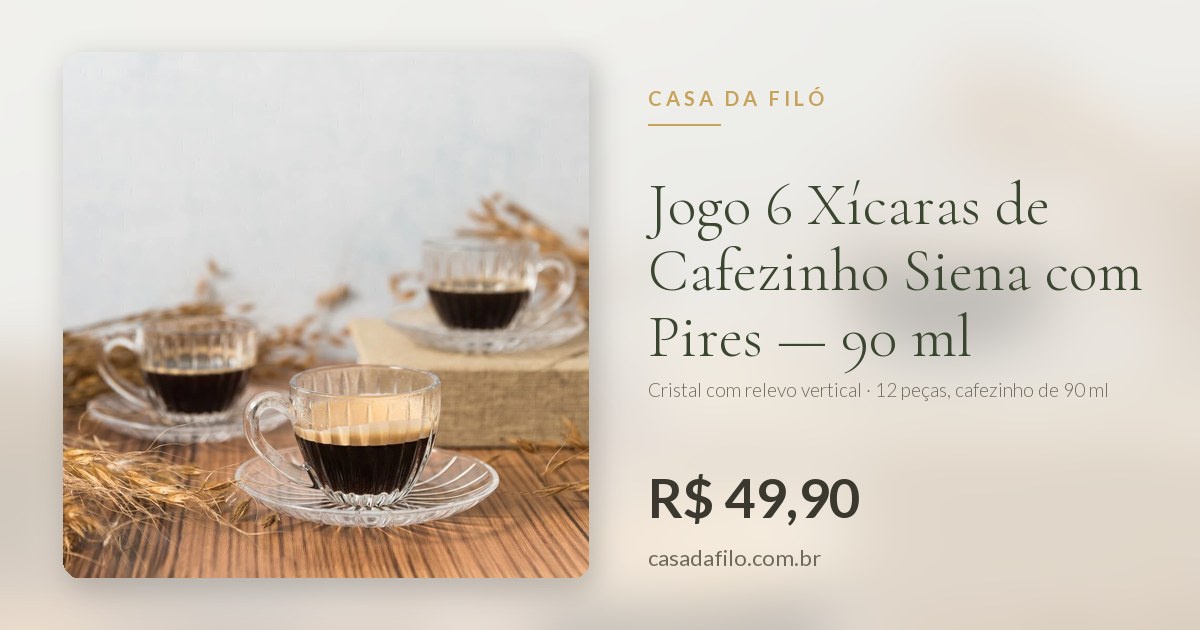 CASA DA FILÓ
Jogo 6 Xícaras de
Cafezinho Siena com
Pires — 90 ml
Cristal com relevo vertical · 12 peças, cafezinho de 90 ml
R$ 49,90
casadafilo.com.br